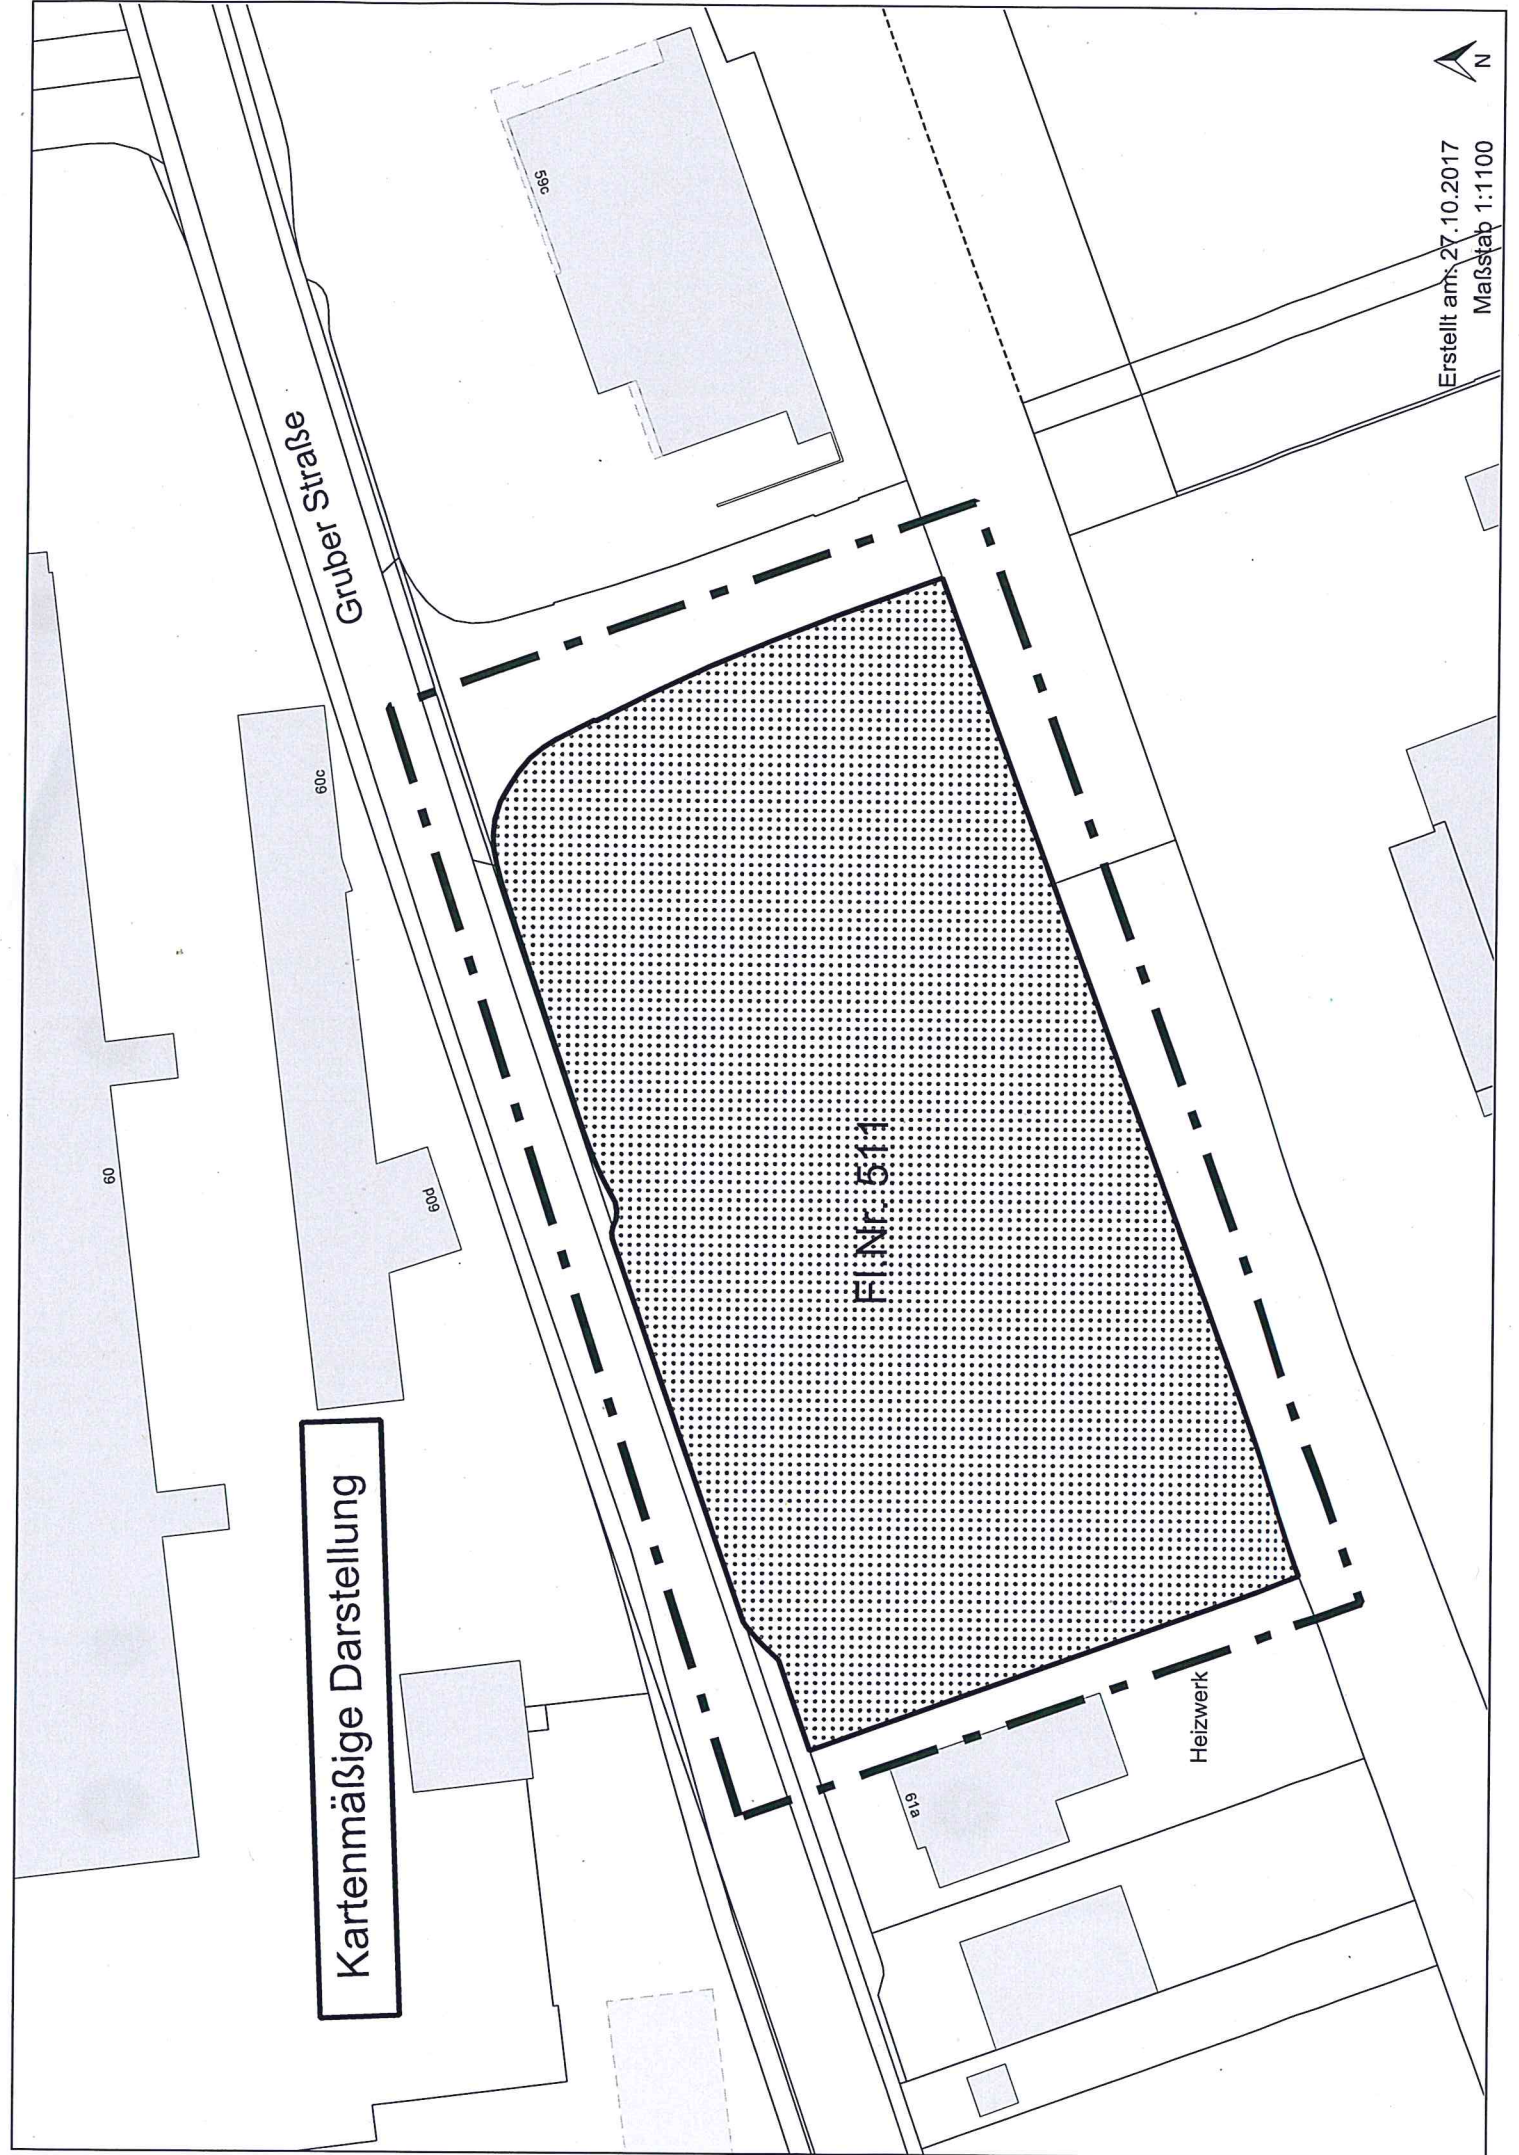 Kartenmäßige Darstellung
Gruber Straße
60
60c
60d
59c
61a
Fl.Nr. 511
Heizwerk
N
Erstellt am: 27.10.2017
Maßstab 1:1100